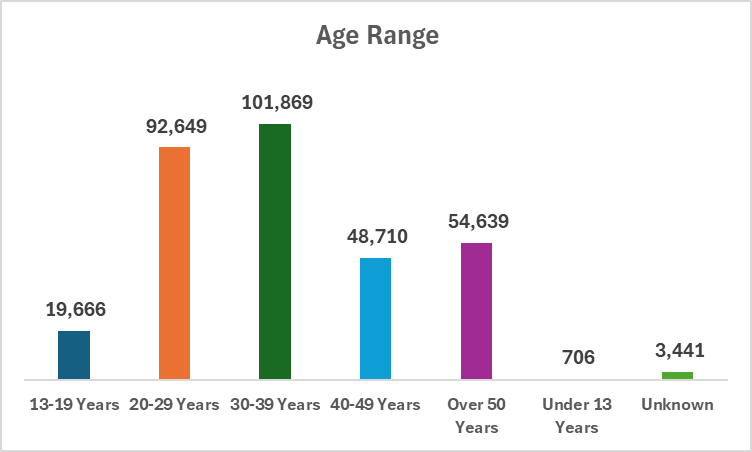 Age Range
101,869
92,649
54,639
48,710
19,666
706
3,441
13-19 Years
20-29 Years
30-39 Years
40-49 Years
Over 50
Years
Under 13
Years
Unknown